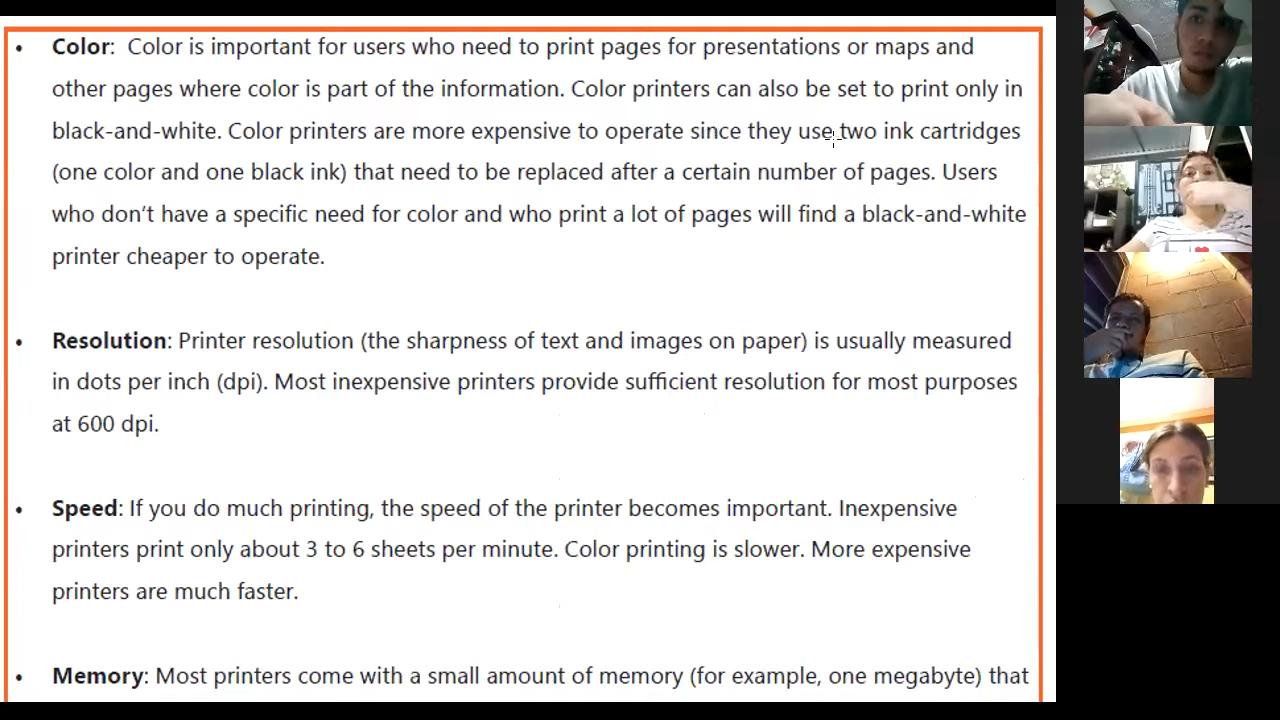 • Color:  Color is important for users who need to print pages for presentations or maps and
other pages where color is part of the information. Color printers can also be set to print only in
black-and-white. Color printers are more expensive to operate since they use two ink cartridges
(one color and one black ink) that need to be replaced after a certain number of pages. Users
who don’t have a specific need for color and who print a lot of pages will find a black-and-white
printer cheaper to operate.
• Resolution: Printer resolution (the sharpness of text and images on paper) is usually measured
in dots per inch (dpi). Most inexpensive printers provide sufficient resolution for most purposes
at 600 dpi.
• Speed: If you do much printing, the speed of the printer becomes important. Inexpensive
printers print only about 3 to 6 sheets per minute. Color printing is slower. More expensive
printers are much faster.
• Memory: Most printers come with a small amount of memory (for example, one megabyte) that